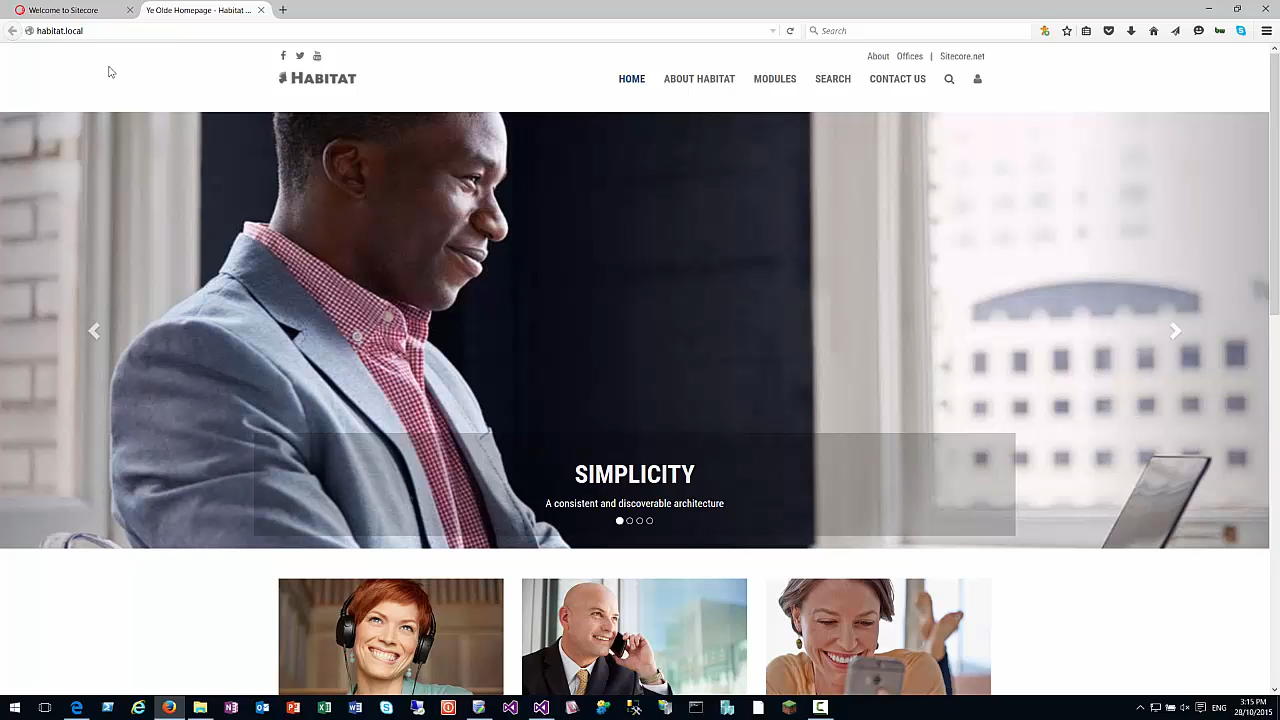 Welcome to Sitecore
Ye Olde Homepage - Habitat ...
habitat.local
Search
About Offices | Sitecore.net
HABITAT
HOME ABOUT HABITAT MODULES SEARCH CONTACT US
SIMPLICITY
A consistent and discoverable architecture
ENG
3:15 PM
28/10/2015